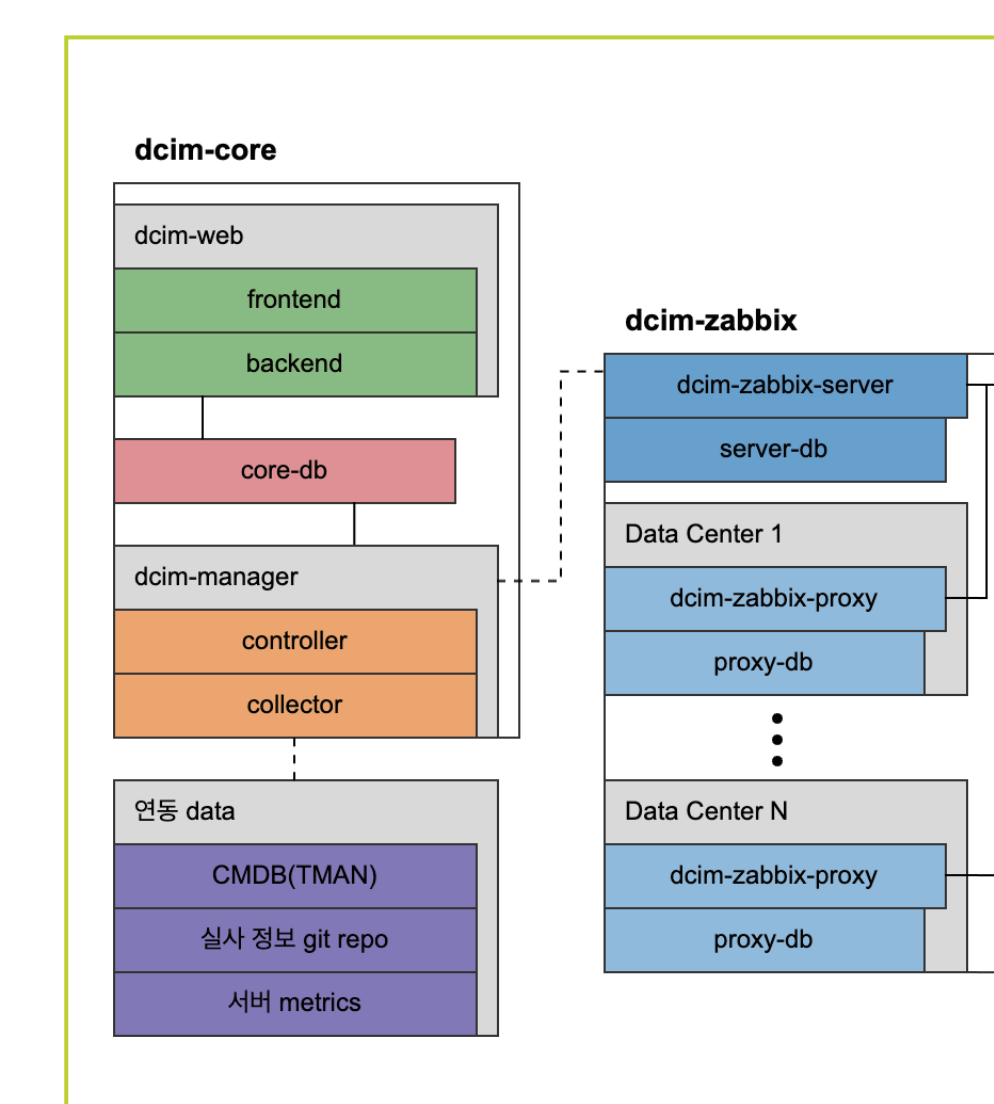 dcim-core
dcim-web
frontend
backend
core-db
dcim-manager
controller
collector
연동 data
CMDB(TMAN)
실사 정보 git repo
서버 metrics
dcim-zabbix
dcim-zabbix-server
server-db
Data Center 1
dcim-zabbix-proxy
proxy-db
Data Center N
dcim-zabbix-proxy
proxy-db